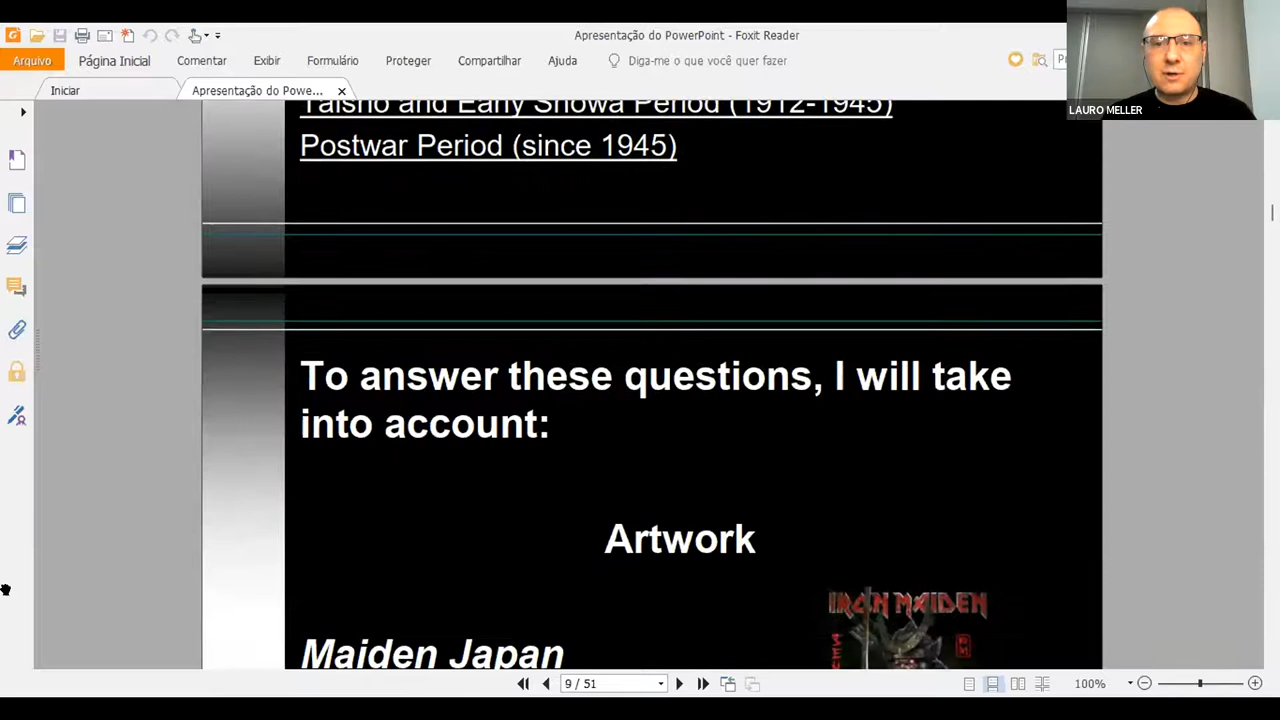 Apresentação do PowerPoint - Foxit Reader
Arquivo
Página Inicial
Comentar
Exibir
Formulário
Proteger
Compartilhar
Ajuda
Diga-me o que você quer fazer
Iniciar
Apresentação do Powe...
LAURO MELLER
Taisho and Early Showa Period (1912-1945)
Postwar Period (since 1945)
To answer these questions, I will take
into account:
Artwork
IRON MAIDEN
Maiden Japan
9 / 51
100%